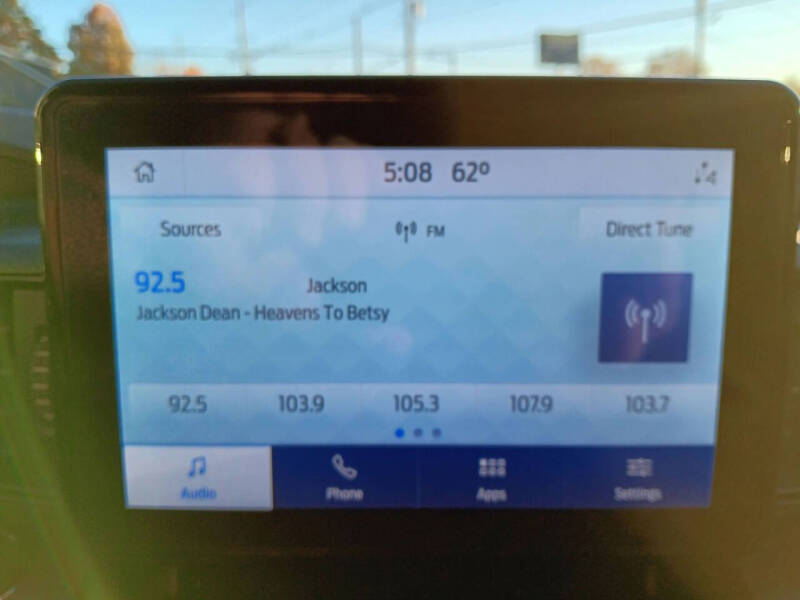 5:08 62º
Sources FM Direct Tune
92.5 Jackson
Jackson Dean - Heavens To Betsy
92.5 103.9 105.3 107.9 103.7
Audio Phone Apps Settings